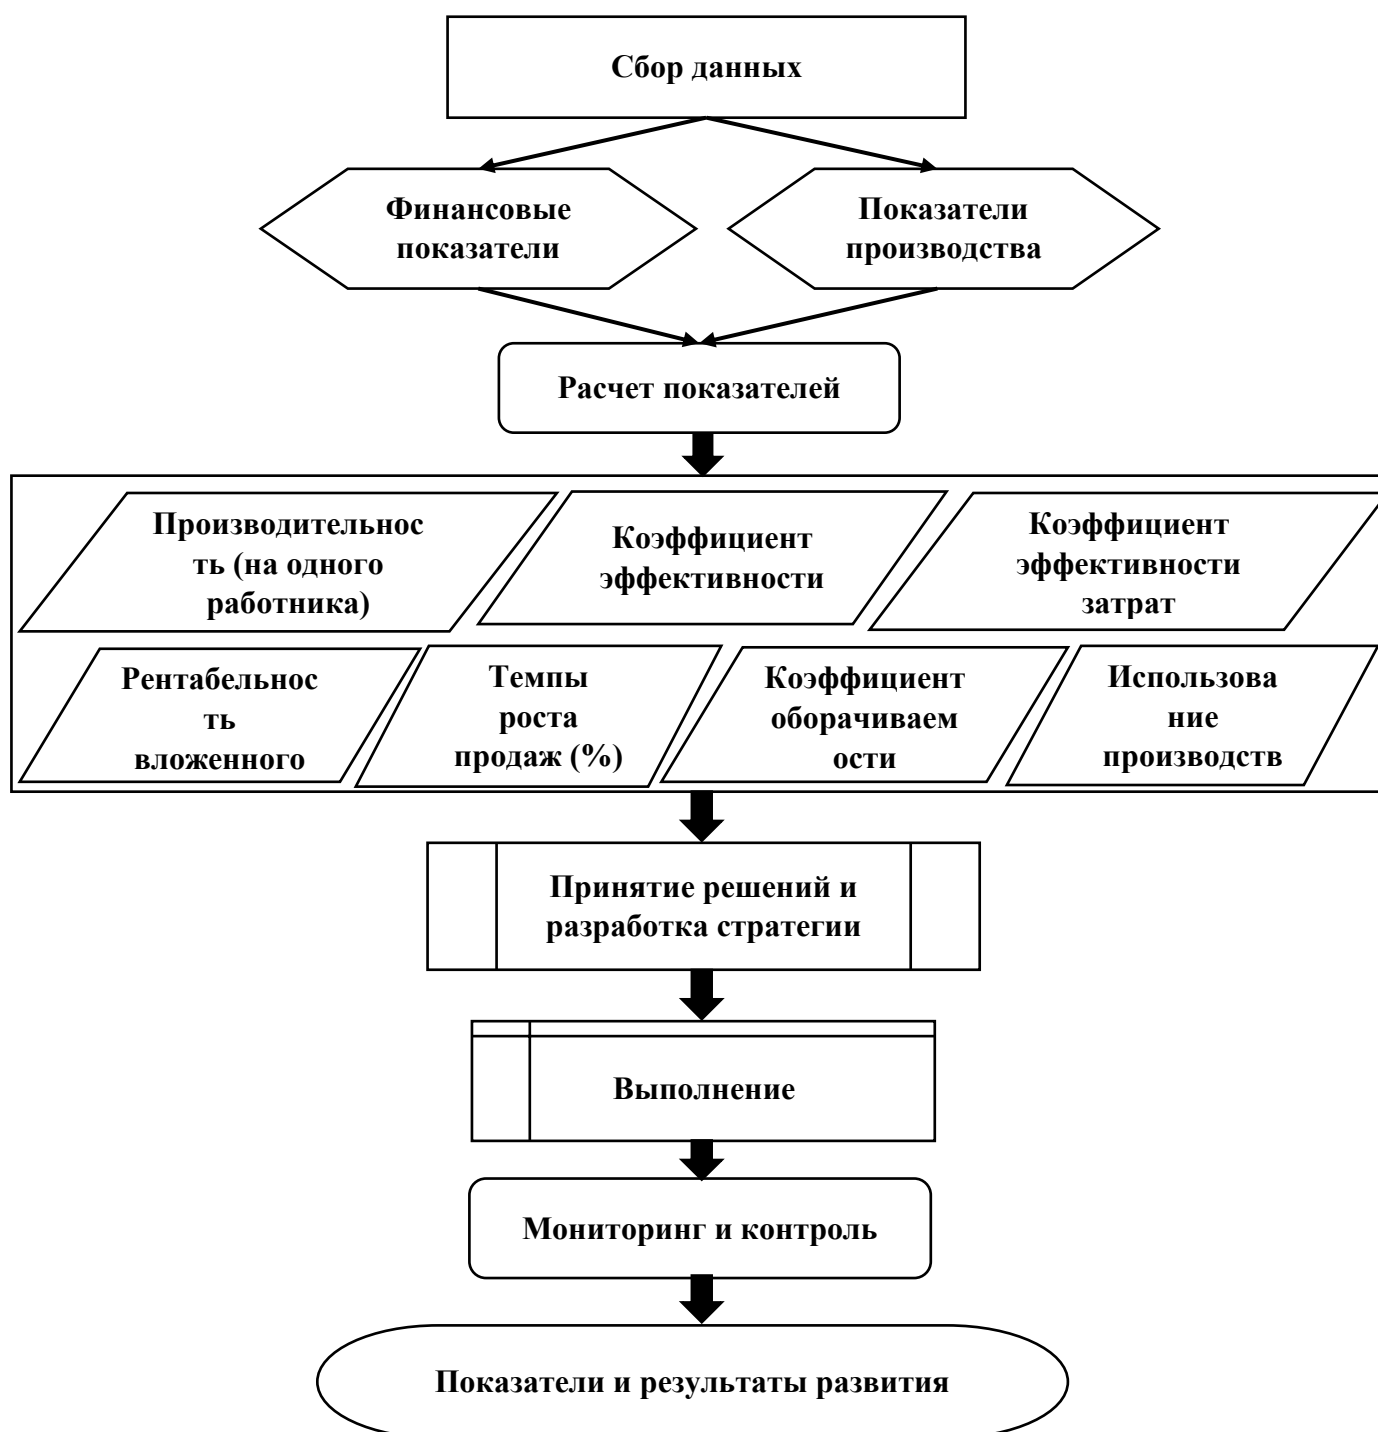 Сбор данных
Финансовые
показатели
Показатели
производства
Расчет показателей
Производительнос
ть (на одного
работника)
Коэффициент
эффективности
Коэффициент
эффективности
затрат
Рентабельнос
ть
вложенного
Темпы
роста
продаж (%)
Коэффициент
оборачиваем
ости
Использова
ние
производств
Принятие решений и
разработка стратегии
Выполнение
Мониторинг и контроль
Показатели и результаты развития